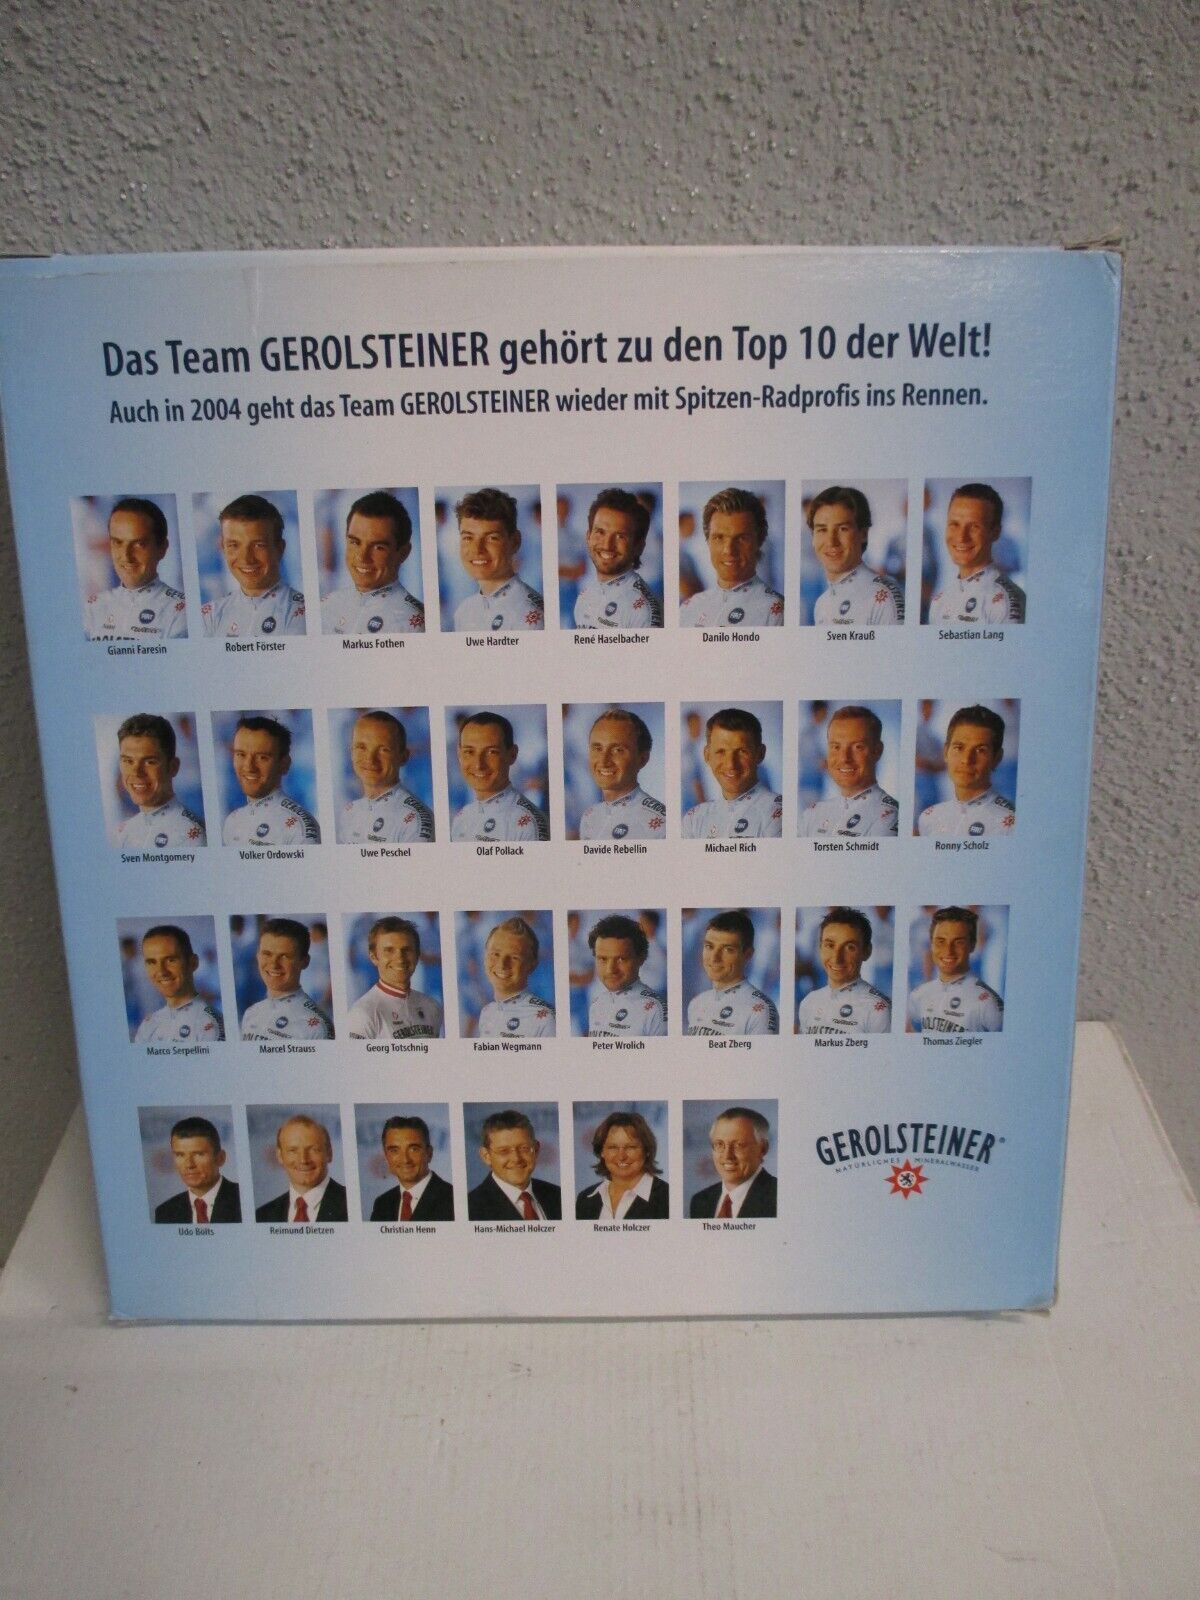 Das Team GEROLSTEINER gehört zu den Top 10 der Welt!
Auch in 2004 geht das Team GEROLSTEINER wieder mit Spitzen-Radprofis ins Rennen.
Gianni Faresin Robert Förster Markus Fothen Uwe Hardter René Haselbacher Danilo Hondo Sven Krauß Sebastian Lang
Sven Montgomery Volker Ordowski Uwe Peschel Olaf Pollack Davide Rebellin Michael Rich Torsten Schmidt Ronny Scholz
Marco Serpellini Marcel Strauss Georg Totschnig Fabian Wegmann Peter Wrolich Beat Zberg Markus Zberg Thomas Ziegler
GEROLSTEINER®
NATÜRLICHES MINERALWASSER
Udo Bölts Reimund Dietzen Christian Henn Hans-Michael Holczer Renate Holczer Theo Maucher